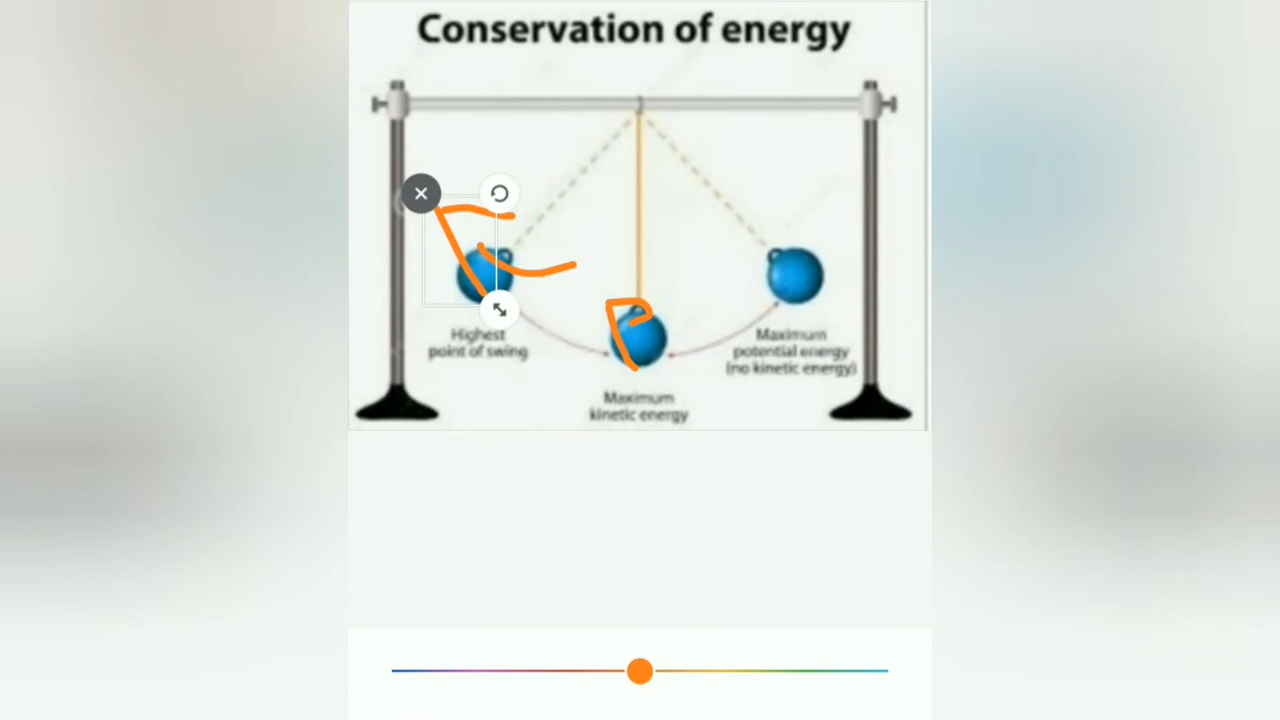 Conservation of energy
Highest
point of swing
Maximum
kinetic energy
Maximum
potential energy
(no kinetic energy)